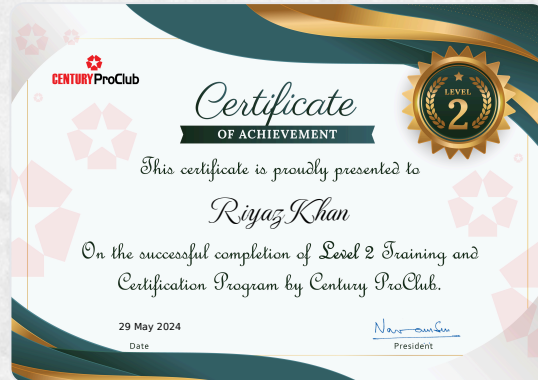 CENTURY ProClub
Certificate
OF ACHIEVEMENT
LEVEL
2
This certificate is proudly presented to
Riyaz Khan
On the successful completion of Level 2 Training and
Certification Program by Century ProClub.
29 May 2024
Date
President